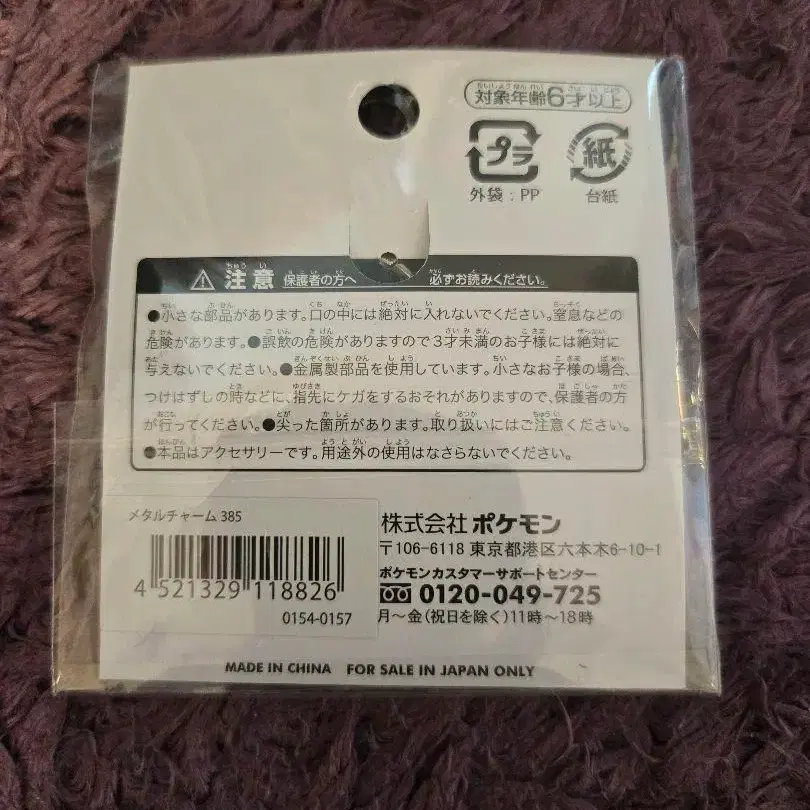 対象年齢6才以上
プラ
紙
外袋：PP
台紙
注意 保護者の方へ 必ずお読みください。
●小さな部品があります。口の中には絶対に入れないでください。窒息などの
危険があります。●誤飲の危険がありますので3才未満のお子様には絶対に
与えないでください。●金属製部品を使用しています。小さなお子様の場合、
つけはずしの時などに、指先にケガをするおそれがありますので、保護者の方
が行ってください。●尖った箇所があります。取り扱いにはご注意ください。
●本品はアクセサリーです。用途外の使用はなさらないでください。
メタルチャーム 385
4 521329 118826
0154-0157
株式会社 ポケモン
〒106-6118 東京都港区六本木6-10-1
ポケモンカスタマーサポートセンター
0120-049-725
月～金(祝日を除く)11時～18時
MADE IN CHINA FOR SALE IN JAPAN ONLY